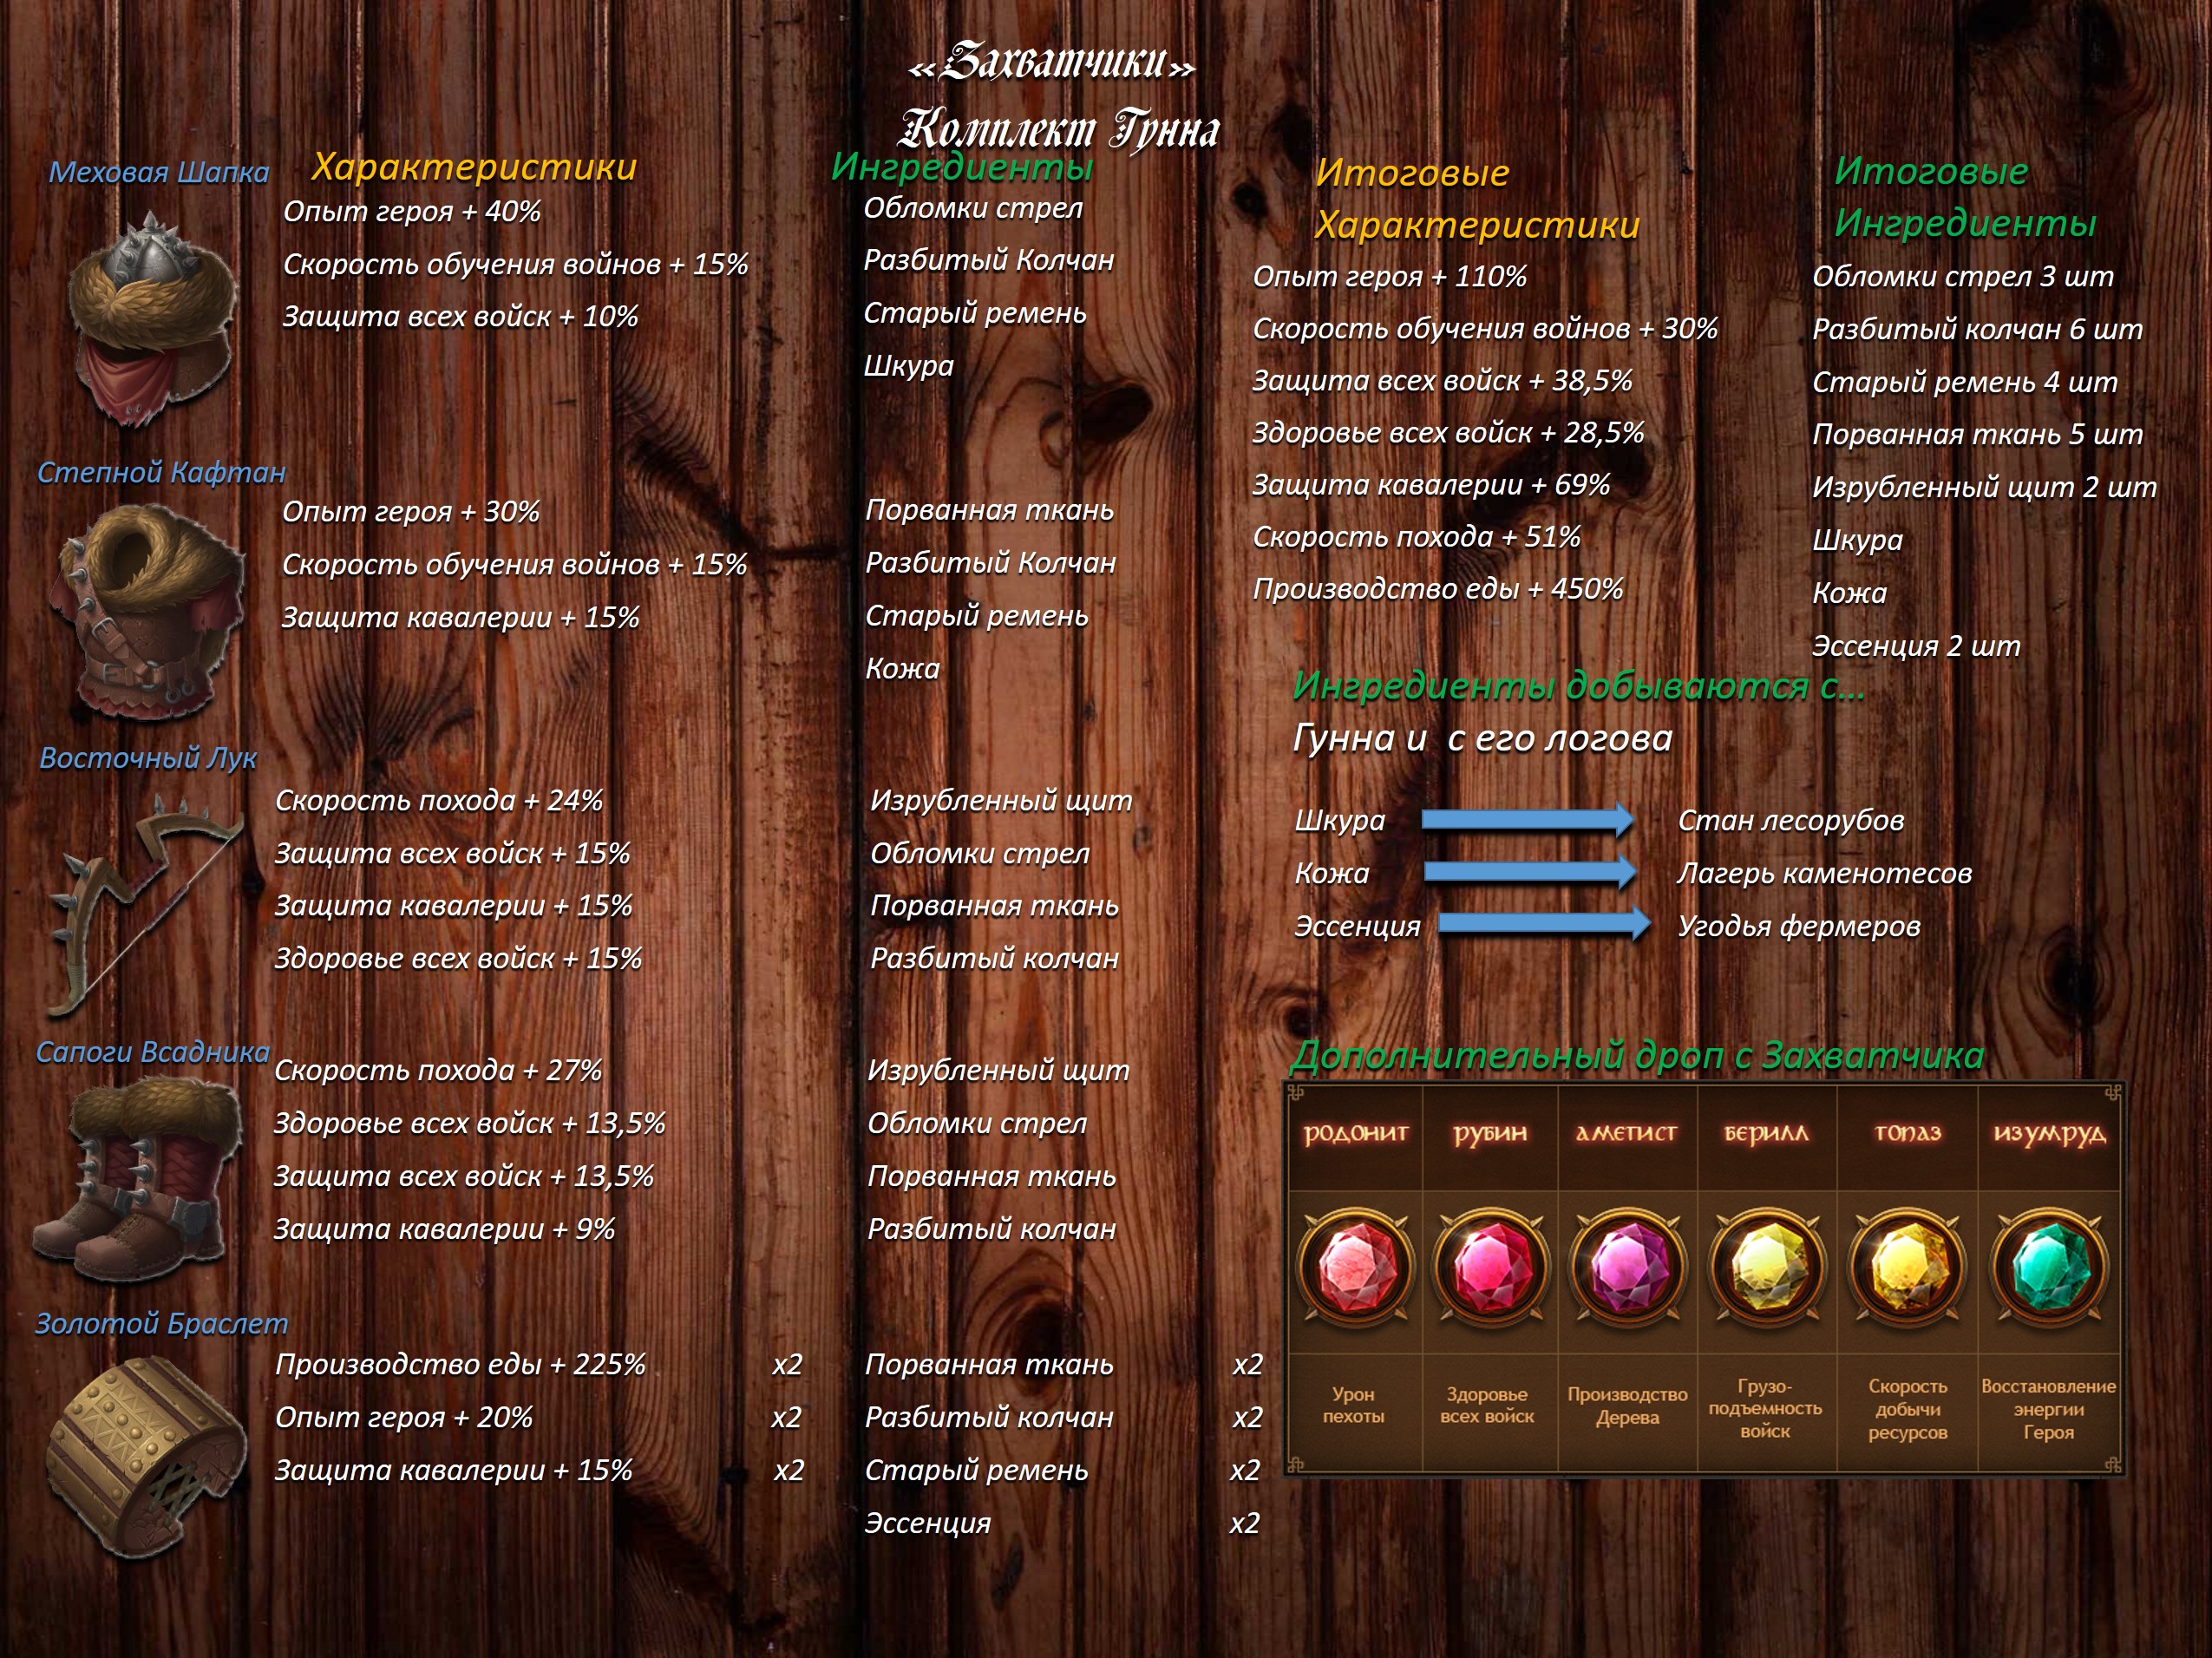 «Захватчики»
Комплект Гунна
Меховая Шапка
Характеристики
Ингредиенты
Опыт героя + 40%
Скорость обучения войнов + 15%
Защита всех войск + 10%
Обломки стрел
Разбитый Колчан
Старый ремень
Шкура
Степной Кафтан
Опыт героя + 30%
Скорость обучения войнов + 15%
Защита кавалерии + 15%
Порванная ткань
Разбитый Колчан
Старый ремень
Кожа
Восточный Лук
Скорость похода + 24%
Защита всех войск + 15%
Защита кавалерии + 15%
Здоровье всех войск + 15%
Изрубленный щит
Обломки стрел
Порванная ткань
Разбитый колчан
Сапоги Всадника
Скорость похода + 27%
Здоровье всех войск + 13,5%
Защита всех войск + 13,5%
Защита кавалерии + 9%
Изрубленный щит
Обломки стрел
Порванная ткань
Разбитый колчан
Золотой Браслет
Производство еды + 225% x2
Опыт героя + 20% x2
Защита кавалерии + 15% x2
Порванная ткань x2
Разбитый колчан x2
Старый ремень x2
Эссенция x2
Итоговые
Характеристики
Опыт героя + 110%
Скорость обучения войнов + 30%
Защита всех войск + 38,5%
Здоровье всех войск + 28,5%
Защита кавалерии + 69%
Скорость похода + 51%
Производство еды + 450%
Итоговые
Ингредиенты
Обломки стрел 3 шт
Разбитый колчан 6 шт
Старый ремень 4 шт
Порванная ткань 5 шт
Изрубленный щит 2 шт
Шкура
Кожа
Эссенция 2 шт
Ингредиенты добываются с...
Гунна и с его логова
Шкура Стан лесорубов
Кожа Лагерь каменотесов
Эссенция Угодья фермеров
Дополнительный дроп с Захватчика
Родонит Рубин Аметист Берилл Топаз Изумруд
Урон
пехоты
Здоровье
всех войск
Производство
Дерева
Грузо-
подъемность
войск
Скорость
добычи
ресурсов
Восстановление
энергии
Героя